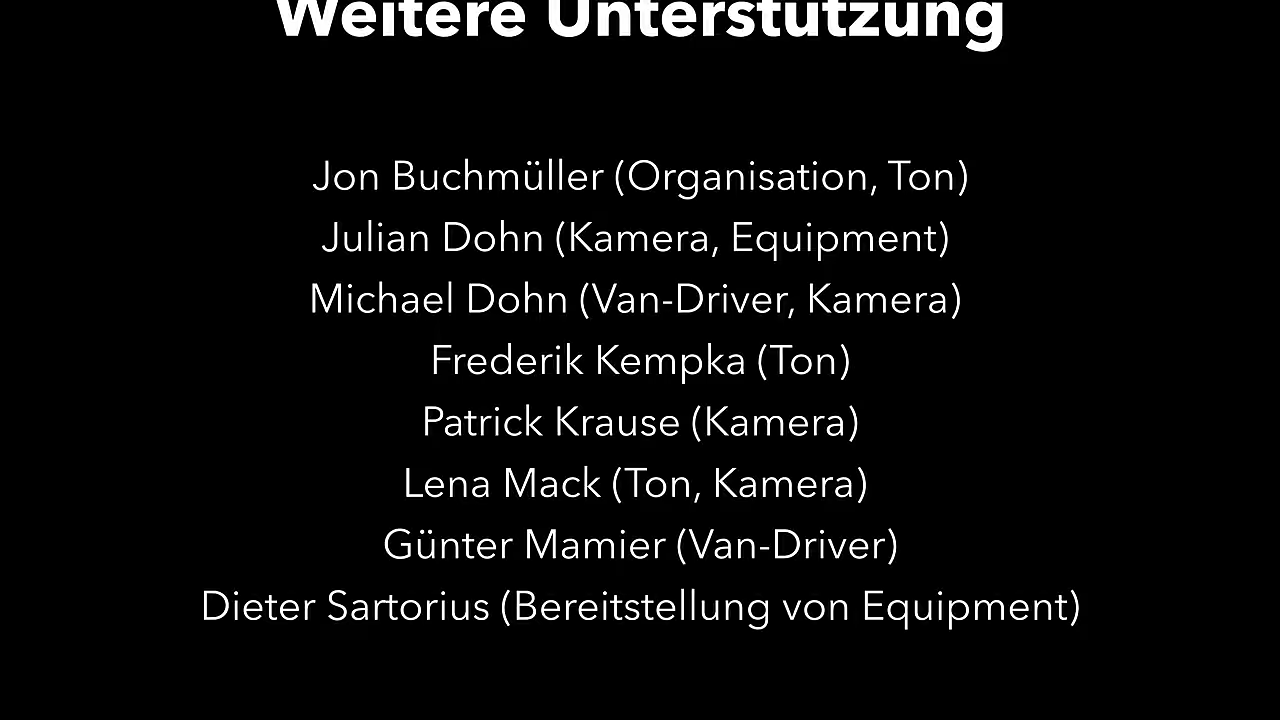 Weitere Unterstützung
Jon Buchmüller (Organisation, Ton)
Julian Dohn (Kamera, Equipment)
Michael Dohn (Van-Driver, Kamera)
Frederik Kempka (Ton)
Patrick Krause (Kamera)
Lena Mack (Ton, Kamera)
Günter Mamier (Van-Driver)
Dieter Sartorius (Bereitstellung von Equipment)